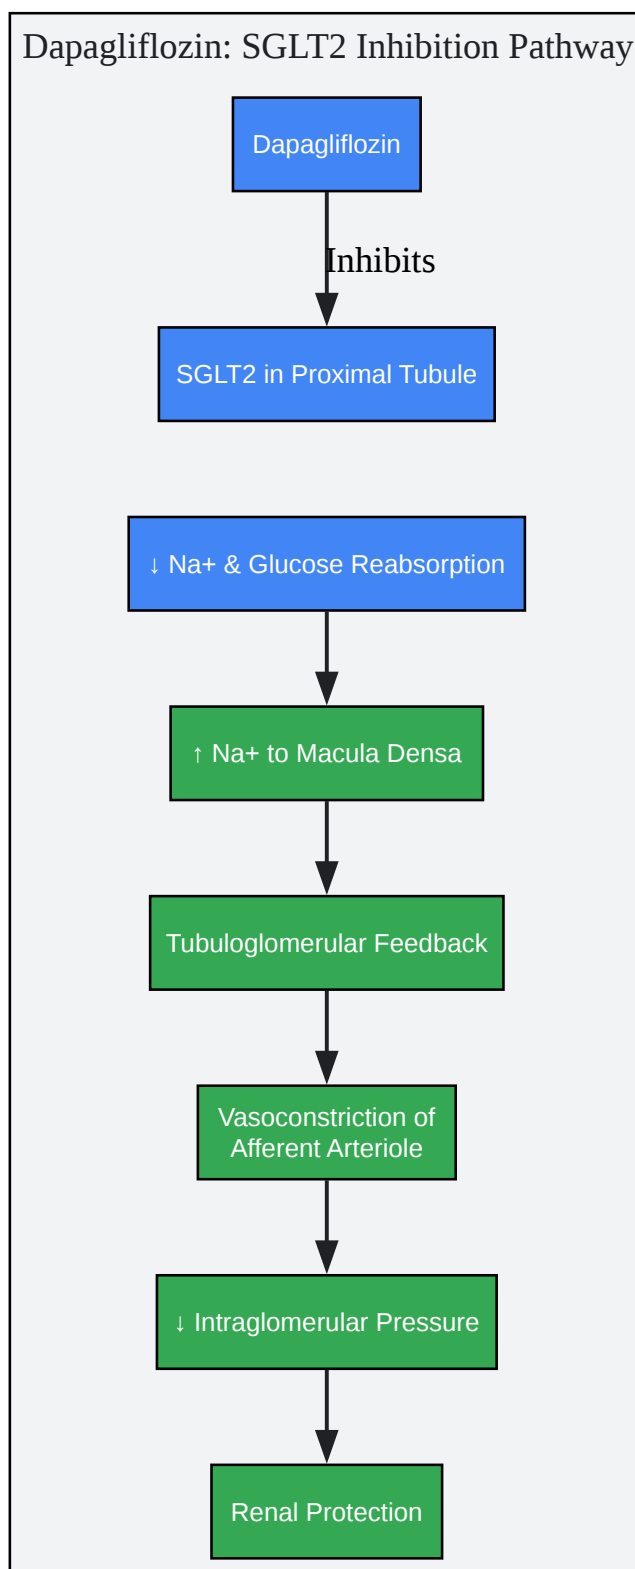 Dapagliflozin: SGLT2 Inhibition Pathway
Dapagliflozin
Inhibits
SGLT2 in Proximal Tubule
↓ Na+ & Glucose Reabsorption
↑ Na+ to Macula Densa
Tubuloglomerular Feedback
Vasoconstriction of
Afferent Arteriole
↓ Intraglomerular Pressure
Renal Protection